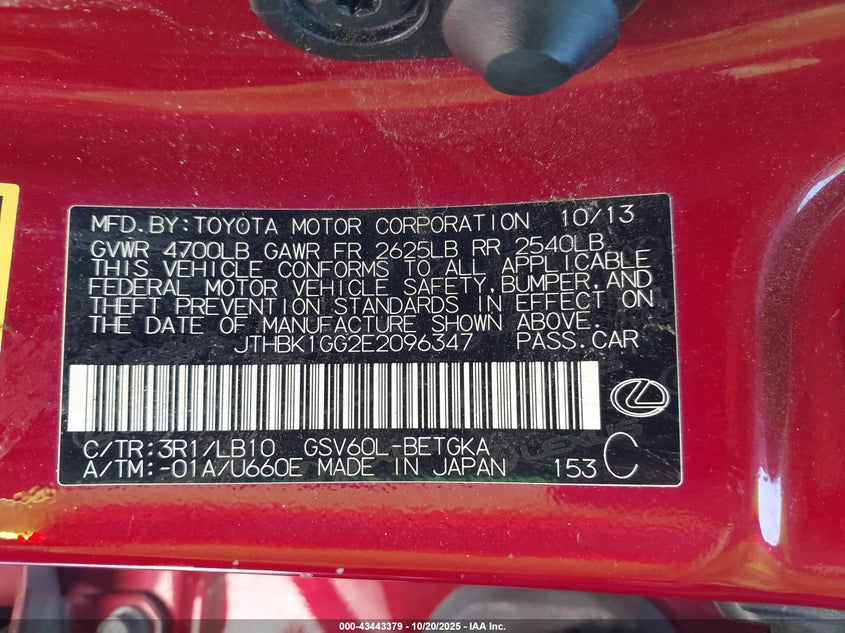 MFD.BY:TOYOTA MOTOR CORPORATION 10/13
GVWR 4700LB GAWR FR 2625LB RR 2540LB
THIS VEHICLE CONFORMS TO ALL APPLICABLE
FEDERAL MOTOR VEHICLE SAFETY,BUMPER,AND
THEFT PREVENTION STANDARDS IN EFFECT ON
THE DATE OF MANUFACTURE SHOWN ABOVE.
JTHBK1GG2E2096347 PASS.CAR
C/TR:3R1/LB10 GSV60L-BETGKA
A/TM:-01A/U660E MADE IN JAPAN 153 C
000-43443379 - 10/20/2025 - IAA Inc.